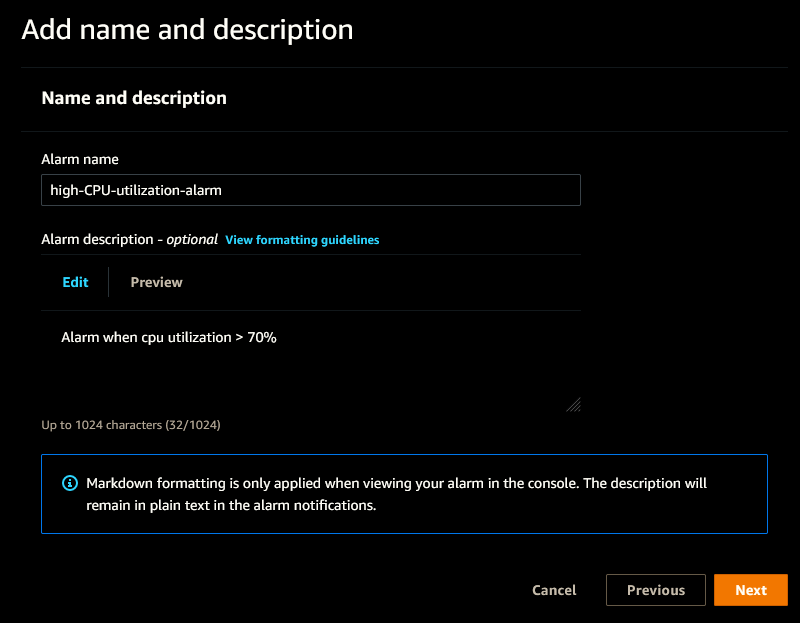 Add name and description
Name and description
Alarm name
high-CPU-utilization-alarm
Alarm description - optional View formatting guidelines
Edit Preview
Alarm when cpu utilization > 70%
Up to 1024 characters (32/1024)
Markdown formatting is only applied when viewing your alarm in the console. The description will
remain in plain text in the alarm notifications.
Cancel Previous Next